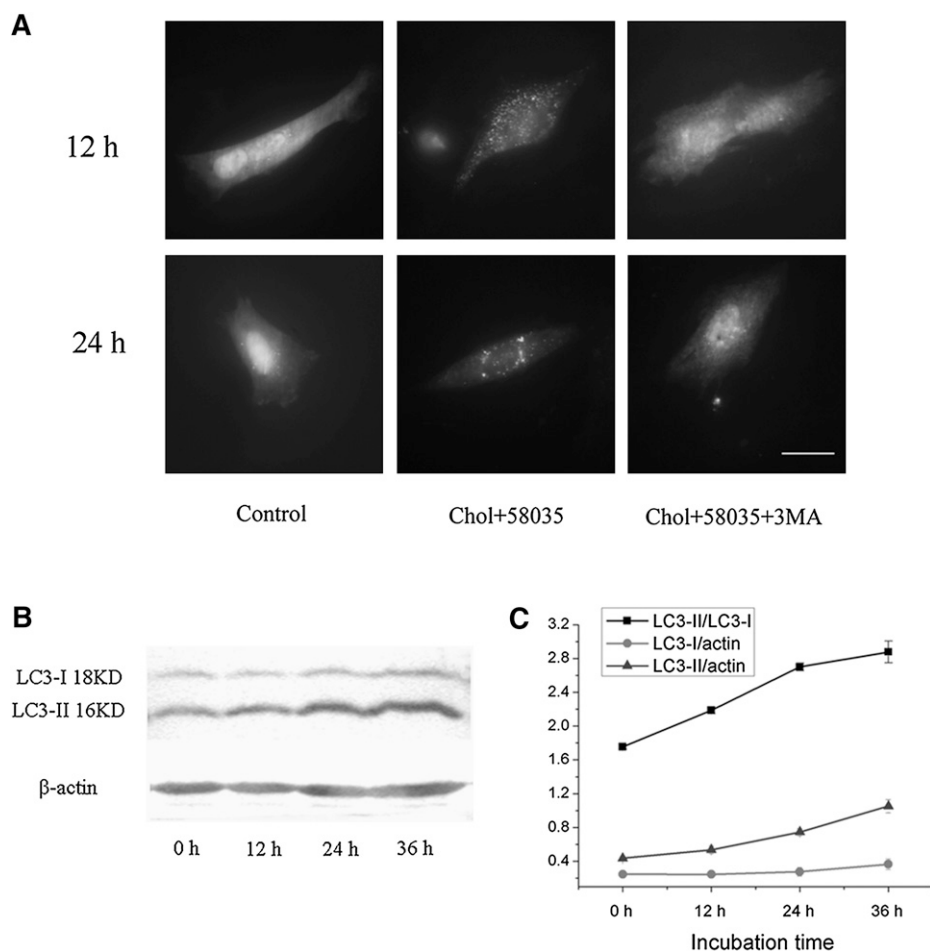 A
12 h
24 h
Control
Chol+58035
Chol+58035+3MA
B
LC3-I 18KD
LC3-II 16KD
β-actin
0 h 12 h 24 h 36 h
C
LC3-II/LC3-I
LC3-I/actin
LC3-II/actin
3.2
2.8
2.4
2.0
1.6
1.2
0.8
0.4
0 h 12 h 24 h 36 h
Incubation time